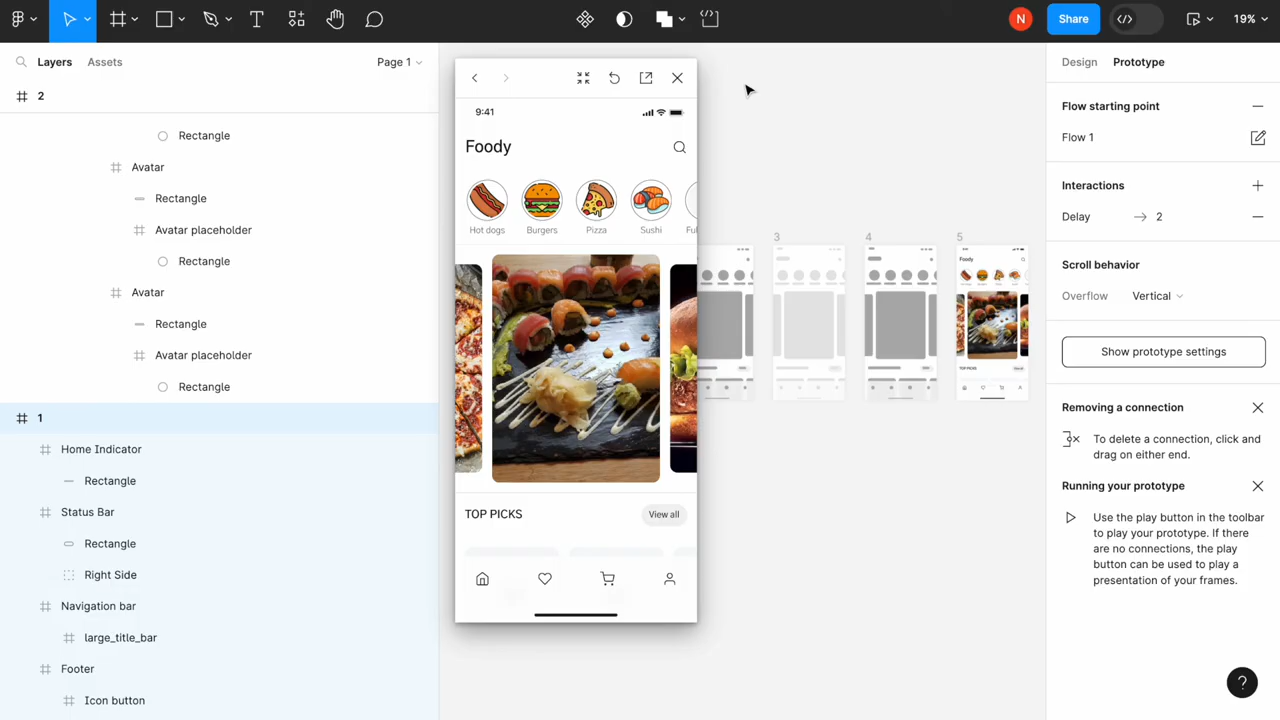 N
Share
19%
Layers
Assets
Page 1
2
Rectangle
Avatar
Rectangle
Avatar placeholder
Rectangle
Avatar
Rectangle
Avatar placeholder
Rectangle
1
Home Indicator
Rectangle
Status Bar
Rectangle
Right Side
Navigation bar
large_title_bar
Footer
Icon button
9:41
Foody
Hot dogs
Burgers
Pizza
Sushi
Ful
TOP PICKS
View all
3
4
5
Foody
TOP PICKS
Design
Prototype
Flow starting point
Flow 1
Interactions
Delay
2
Scroll behavior
Overflow
Vertical
Show prototype settings
Removing a connection
To delete a connection, click and
drag on either end.
Running your prototype
Use the play button in the toolbar
to play your prototype. If there
are no connections, the play
button can be used to play a
presentation of your frames.
?